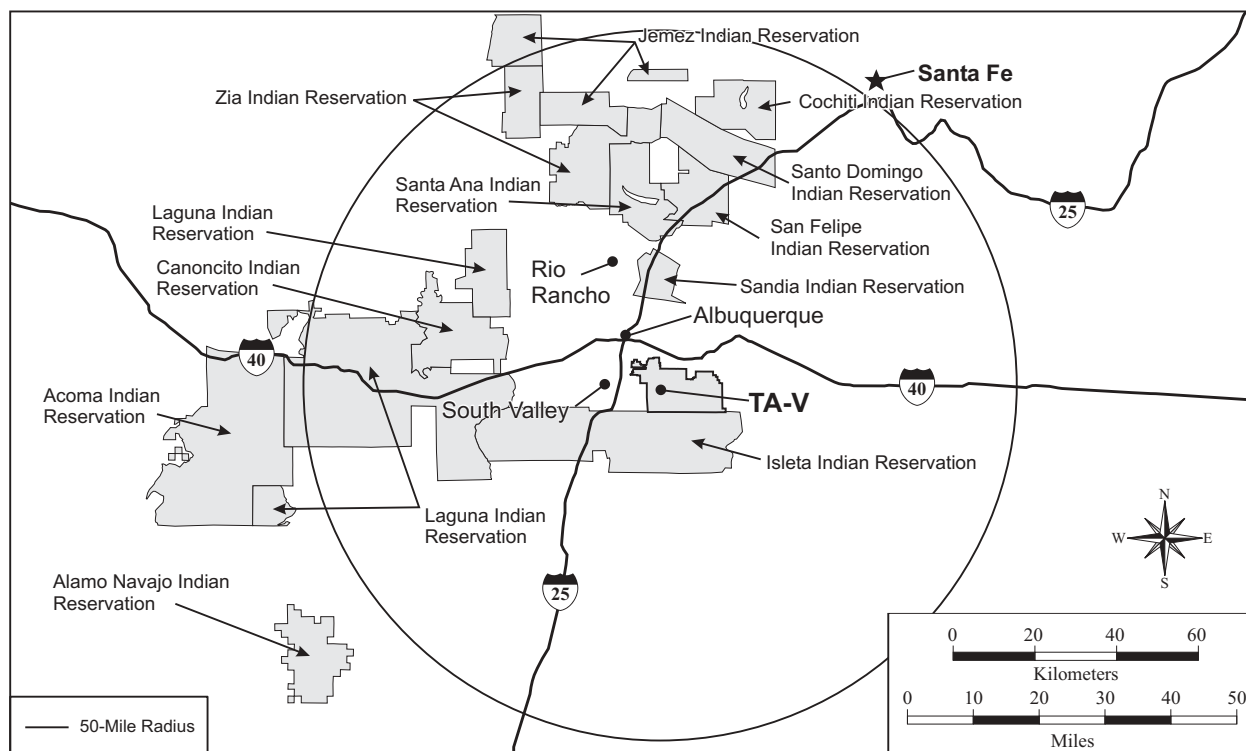 Jemez Indian Reservation
Santa Fe
Zia Indian Reservation
Cochiti Indian Reservation
Santo Domingo
Indian Reservation
Santa Ana Indian
Reservation
25
Laguna Indian
Reservation
San Felipe
Indian Reservation
Canoncito Indian
Reservation
Rio
Rancho
Sandia Indian Reservation
Albuquerque
40
40
Acoma Indian
Reservation
South Valley
TA-V
Isleta Indian Reservation
Laguna Indian
Reservation
N
W
E
S
Alamo Navajo Indian
Reservation
25
0 20 40 60
Kilometers
0 10 20 30 40 50
Miles
50-Mile Radius